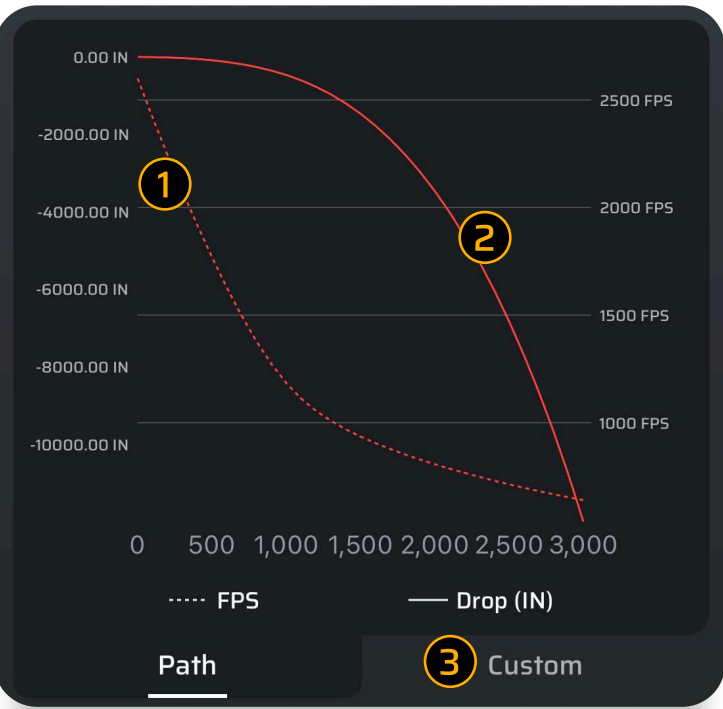 0.00 IN
2500 FPS
-2000.00 IN
1
-4000.00 IN
2000 FPS
2
-6000.00 IN
1500 FPS
-8000.00 IN
1000 FPS
-10000.00 IN
0 500 1,000 1,500 2,000 2,500 3,000
FPS Drop (IN)
Path 3 Custom